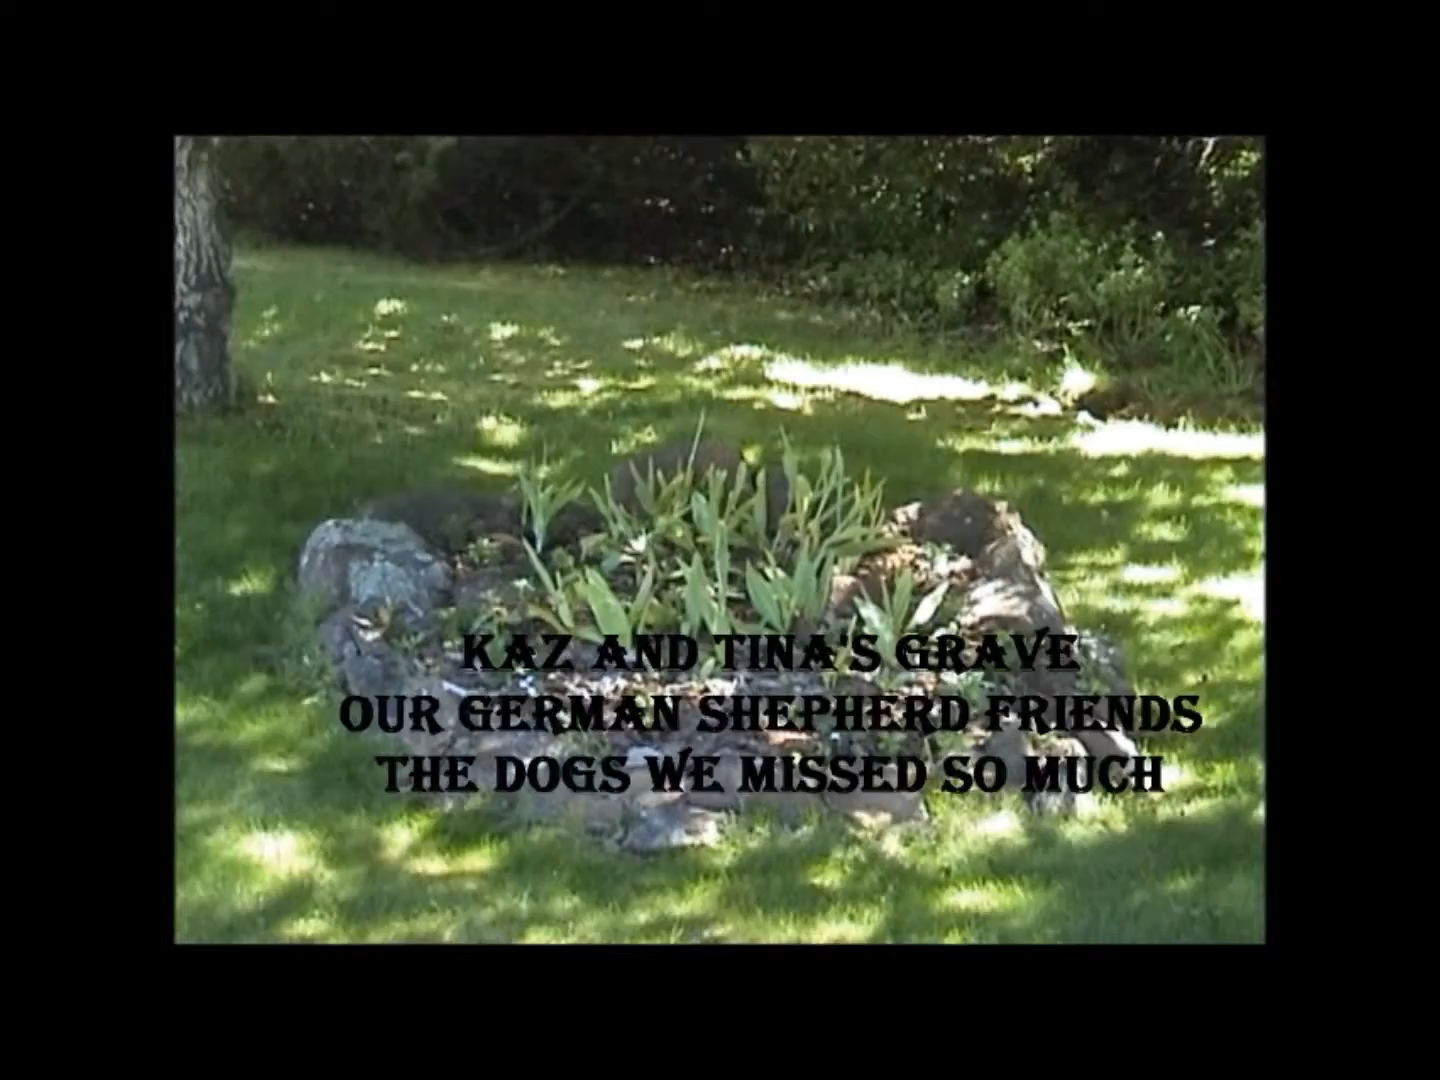 KAZ AND TINA'S GRAVE
OUR GERMAN SHEPHERD FRIENDS
THE DOGS WE MISSED SO MUCH